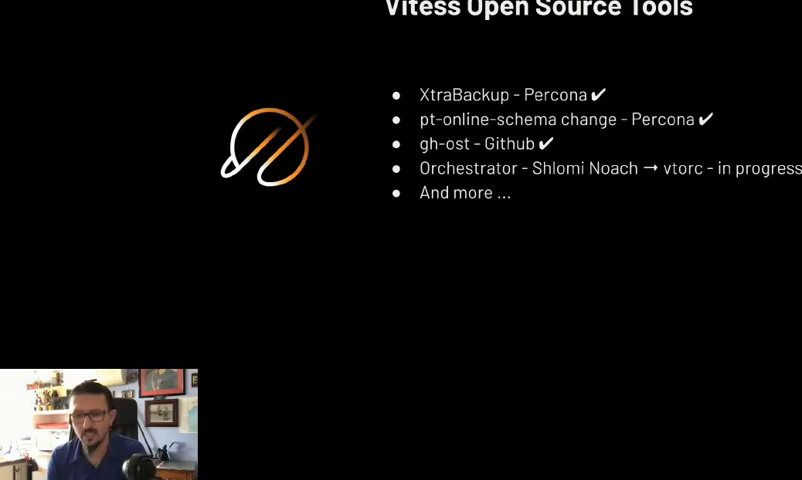 Vitess Open Source Tools
● XtraBackup - Percona ✔
● pt-online-schema change - Percona ✔
● gh-ost - Github ✔
● Orchestrator - Shlomi Noach → vtorc - in progress
● And more ...